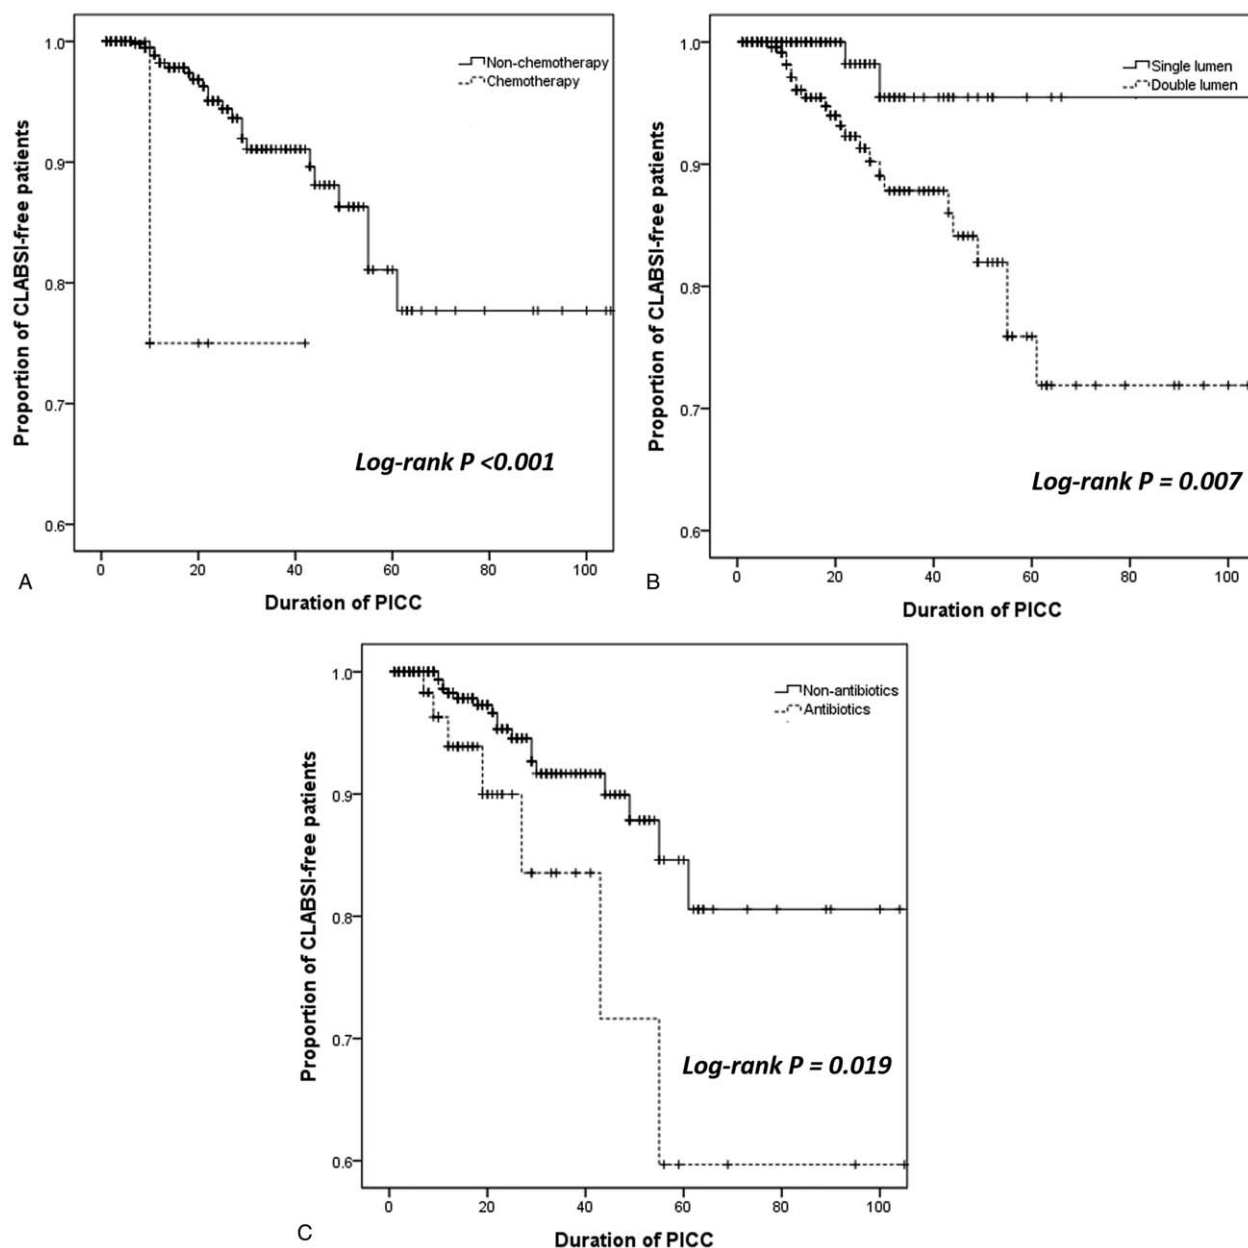 1.0
0.9
0.8
0.7
0.6
Proportion of CLABSI-free patients
Non-chemotherapy
Chemotherapy
Log-rank P <0.001
0 20 40 60 80 100
A
Duration of PICC
1.0
0.9
0.8
0.7
0.6
Proportion of CLABSI-free patients
Single lumen
Double lumen
Log-rank P = 0.007
0 20 40 60 80 100
B
Duration of PICC
1.0
0.9
0.8
0.7
0.6
Proportion of CLABSI-free patients
Non-antibiotics
Antibiotics
Log-rank P = 0.019
0 20 40 60 80 100
C
Duration of PICC